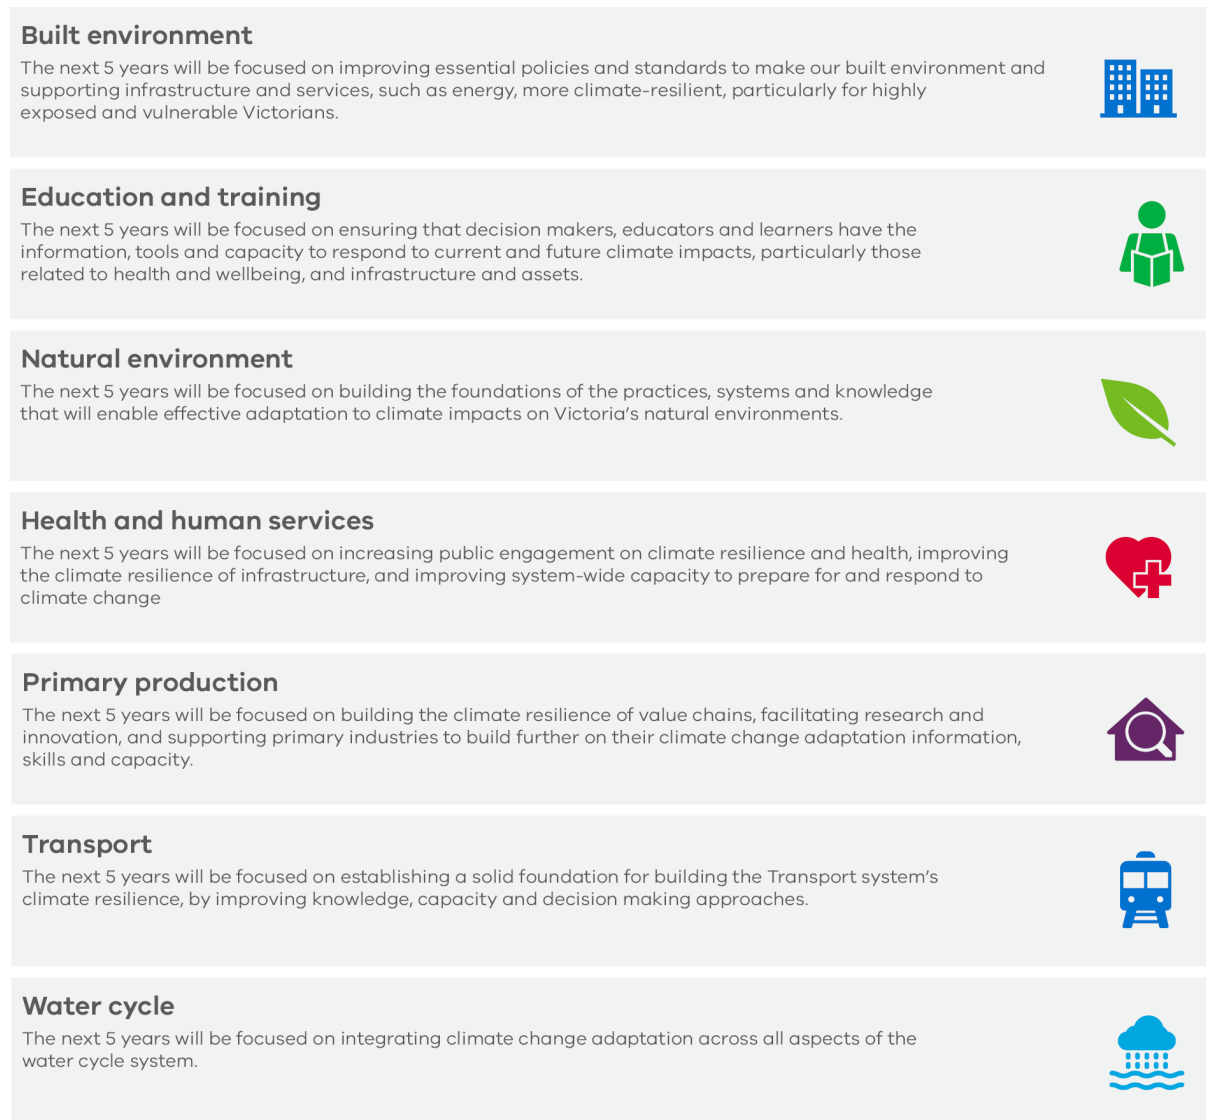 Built environment
The next 5 years will be focused on improving essential policies and standards to make our built environment and
supporting infrastructure and services, such as energy, more climate-resilient, particularly for highly
exposed and vulnerable Victorians.
Education and training
The next 5 years will be focused on ensuring that decision makers, educators and learners have the
information, tools and capacity to respond to current and future climate impacts, particularly those
related to health and wellbeing, and infrastructure and assets.
Natural environment
The next 5 years will be focused on building the foundations of the practices, systems and knowledge
that will enable effective adaptation to climate impacts on Victoria’s natural environments.
Health and human services
The next 5 years will be focused on increasing public engagement on climate resilience and health, improving
the climate resilience of infrastructure, and improving system-wide capacity to prepare for and respond to
climate change
Primary production
The next 5 years will be focused on building the climate resilience of value chains, facilitating research and
innovation, and supporting primary industries to build further on their climate change adaptation information,
skills and capacity.
Transport
The next 5 years will be focused on establishing a solid foundation for building the Transport system’s
climate resilience, by improving knowledge, capacity and decision making approaches.
Water cycle
The next 5 years will be focused on integrating climate change adaptation across all aspects of the
water cycle system.